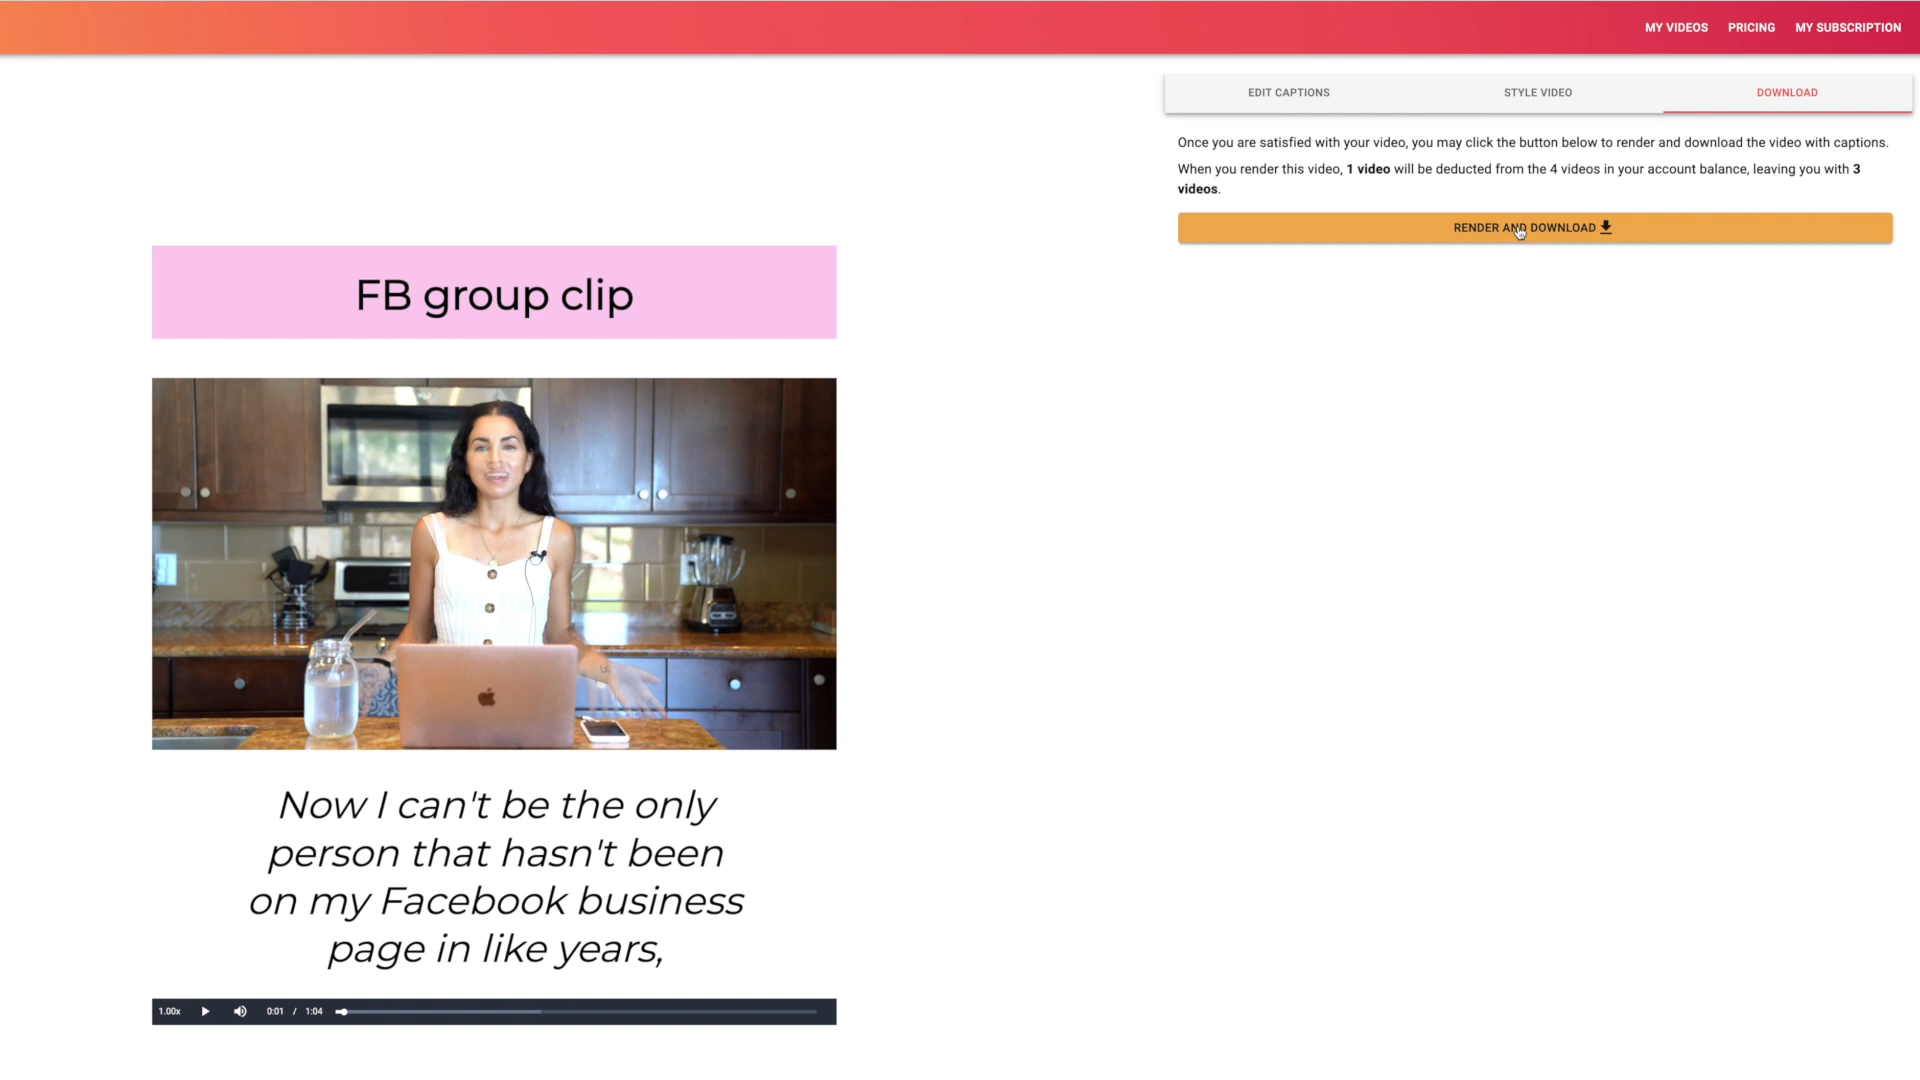 MY VIDEOS PRICING MY SUBSCRIPTION
EDIT CAPTIONS STYLE VIDEO DOWNLOAD
Once you are satisfied with your video, you may click the button below to render and download the video with captions.
When you render this video, 1 video will be deducted from the 4 videos in your account balance, leaving you with 3
videos.
RENDER AND DOWNLOAD
FB group clip
Now I can't be the only
person that hasn't been
on my Facebook business
page in like years,
1.00x 0:01 / 1:04